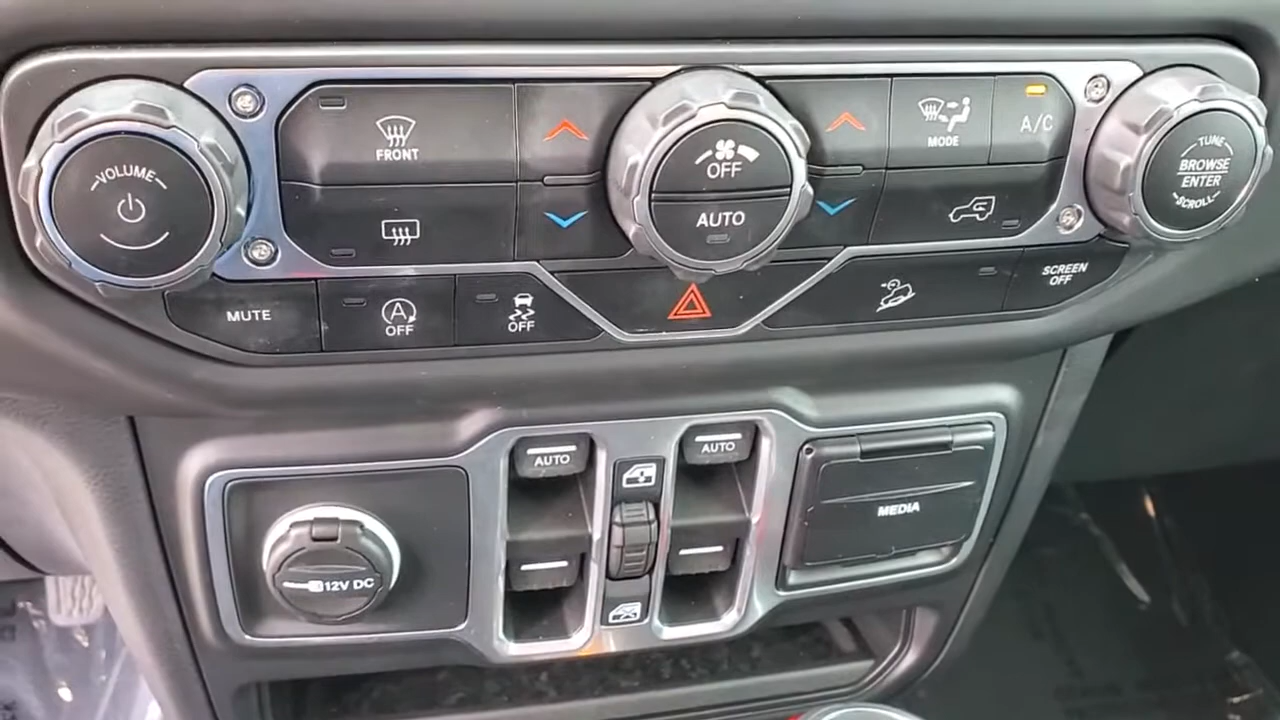 VOLUME
FRONT
OFF
AUTO
MODE
A/C
TUNE
BROWSE
ENTER
SCROLL
MUTE
A
OFF
OFF
SCREEN
OFF
AUTO
AUTO
12V DC
MEDIA